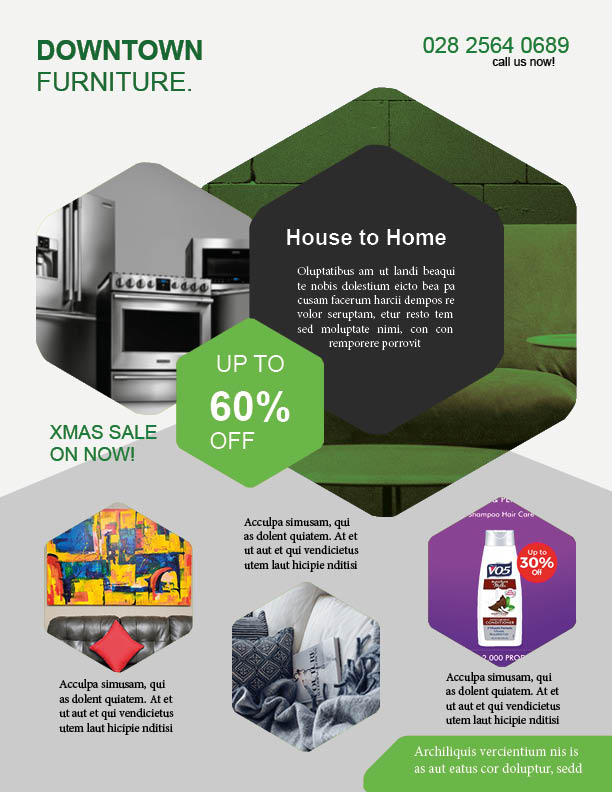 DOWNTOWN
FURNITURE.
028 2564 0689
call us now!
House to Home
Oluptatibus am ut landi beaqui
te nobis dolestium eicto bea pa
cusam facerum harcii dempos re
volor seruptam, etur resto tem
sed moluptate nimi, con con
remporere porrovit
UP TO
60%
OFF
XMAS SALE
ON NOW!
Acculpa simusam, qui
as dolent quiatem. At et
ut aut et qui vendicietus
utem laut hicipie nditisi
Shampoo Hair Care
Up to
30%
Off
VO5
CONDITIONER
2 000 PROD
Acculpa simusam, qui
as dolent quiatem. At et
ut aut et qui vendicietus
utem laut hicipie nditisi
Acculpa simusam, qui
as dolent quiatem. At et
ut aut et qui vendicietus
utem laut hicipie nditisi
Archiliquis vercientium nis is
as aut eatus cor doluptur, sedd